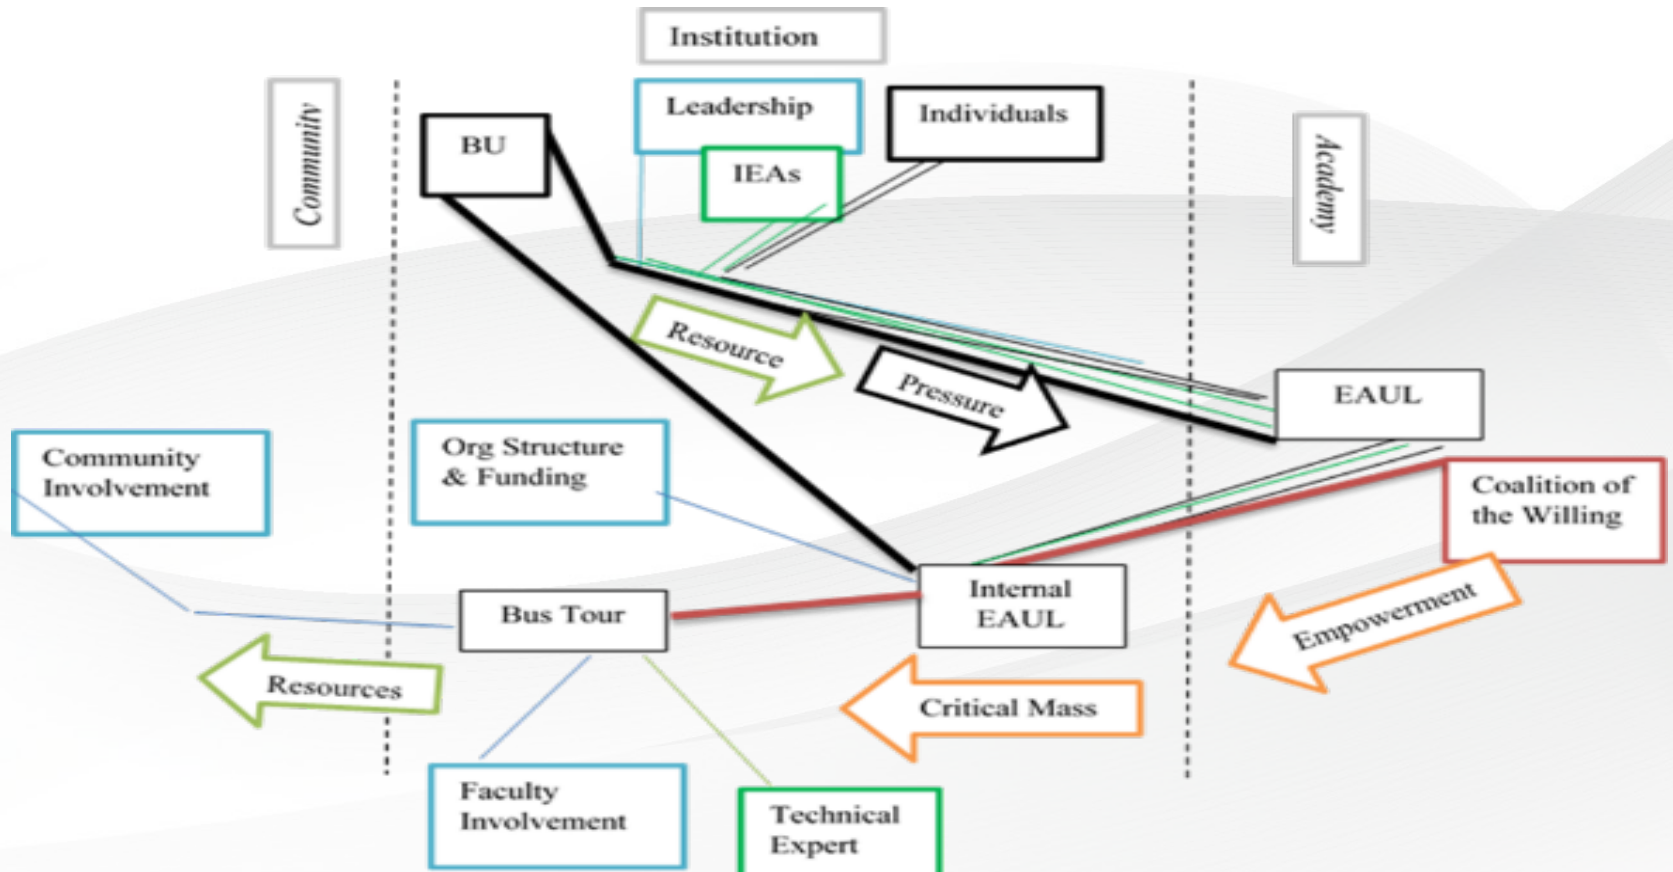 Institution
Community
Leadership
Individuals
BU
IEAs
Academy
Resource
Pressure
EAUL
Community
Involvement
Org Structure
& Funding
Coalition of
the Willing
Internal
EAUL
Bus Tour
Empowerment
Resources
Critical Mass
Faculty
Involvement
Technical
Expert